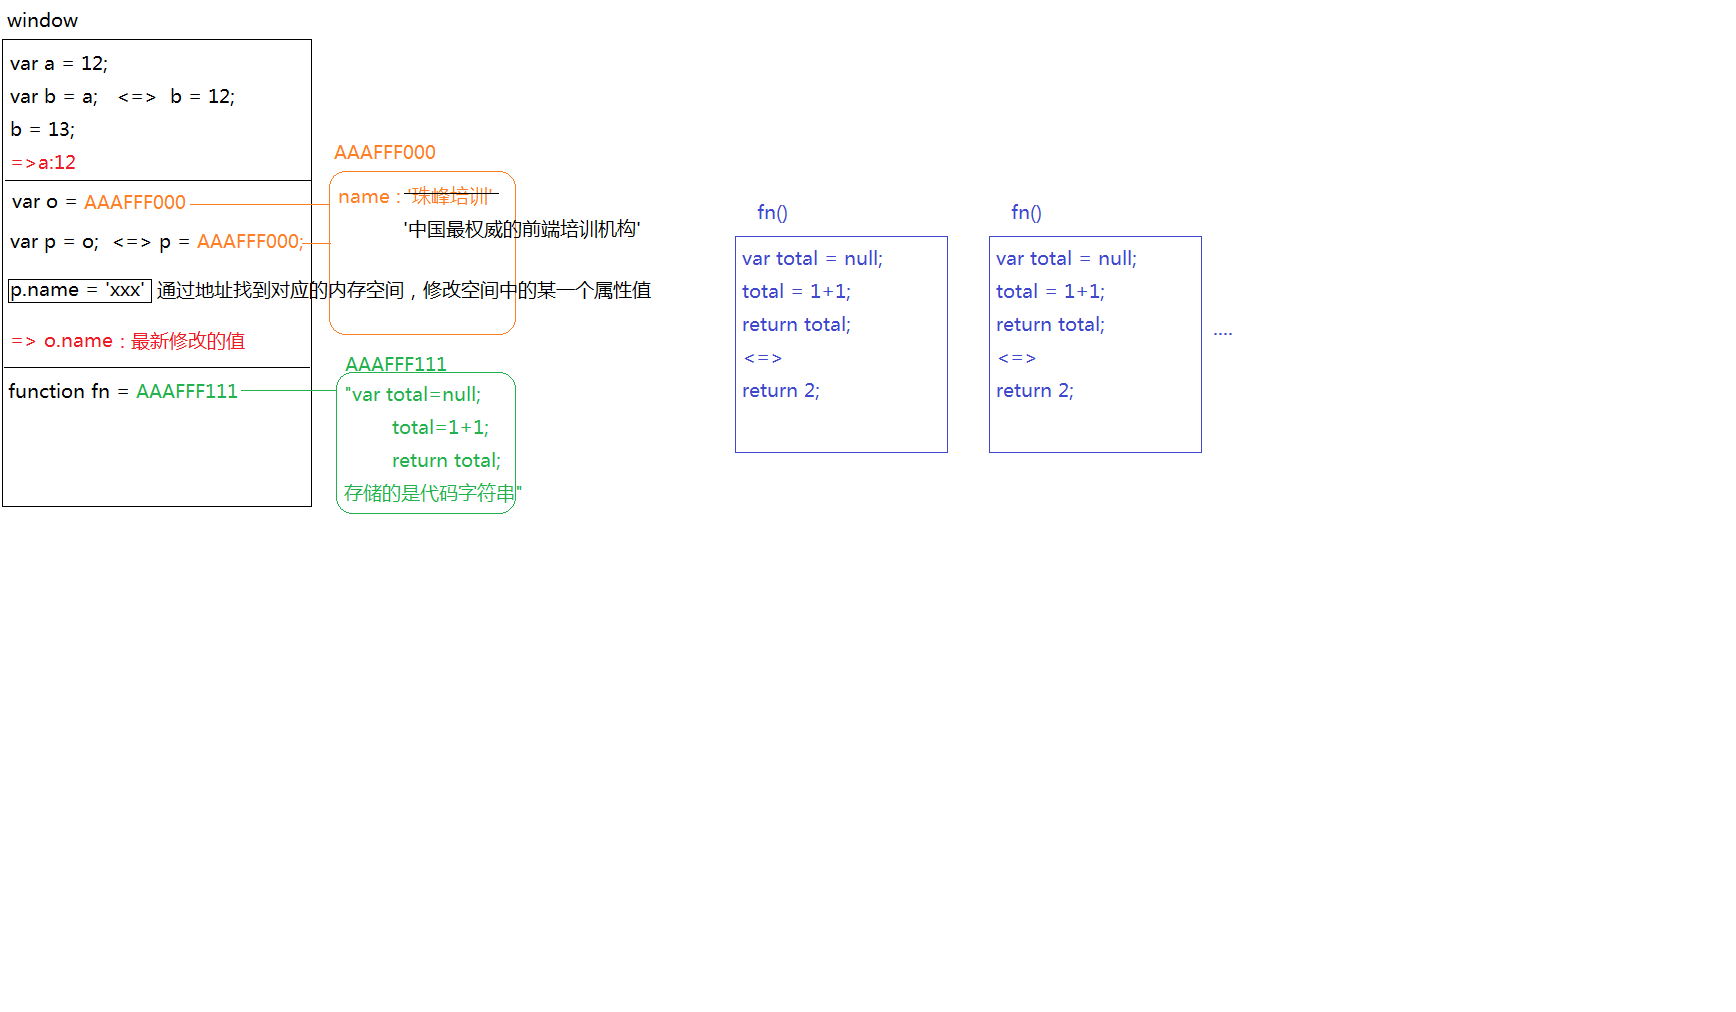 window
var a = 12;
var b = a; <=> b = 12;
b = 13;
=>a:12
var o = AAAFFF000
var p = o; <=> p = AAAFFF000;
p.name = 'xxx' 通过地址找到对应的内存空间，修改空间中的某一个属性值
=> o.name：最新修改的值
function fn = AAAFFF111
AAAFFF000
name：'珠峰培训'
'中国最权威的前端培训机构'
AAAFFF111
"var total=null;
total=1+1;
return total;
存储的是代码字符串"
fn()
var total = null;
total = 1+1;
return total;
<=>
return 2;
fn()
var total = null;
total = 1+1;
return total;
<=>
return 2;
....